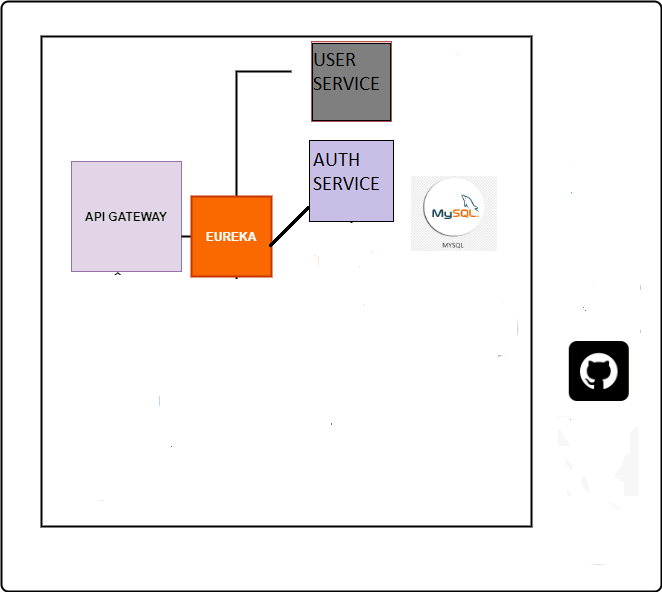 USER
SERVICE
AUTH
SERVICE
API GATEWAY
EUREKA
MySQL
MYSQL